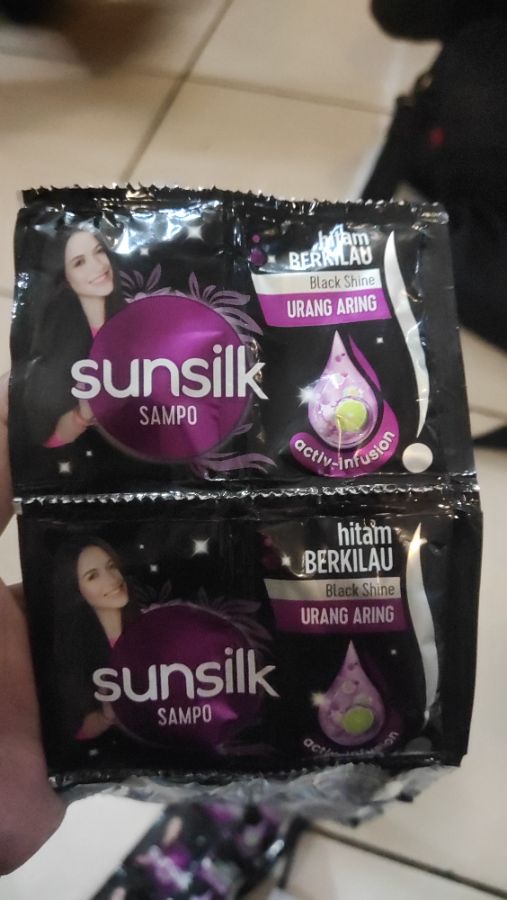 hitam
BERKILAU
Black Shine
URANG ARING
sunsilk
SAMPO
activ-infusion
hitam
BERKILAU
Black Shine
URANG ARING
sunsilk
SAMPO
activ-infusion